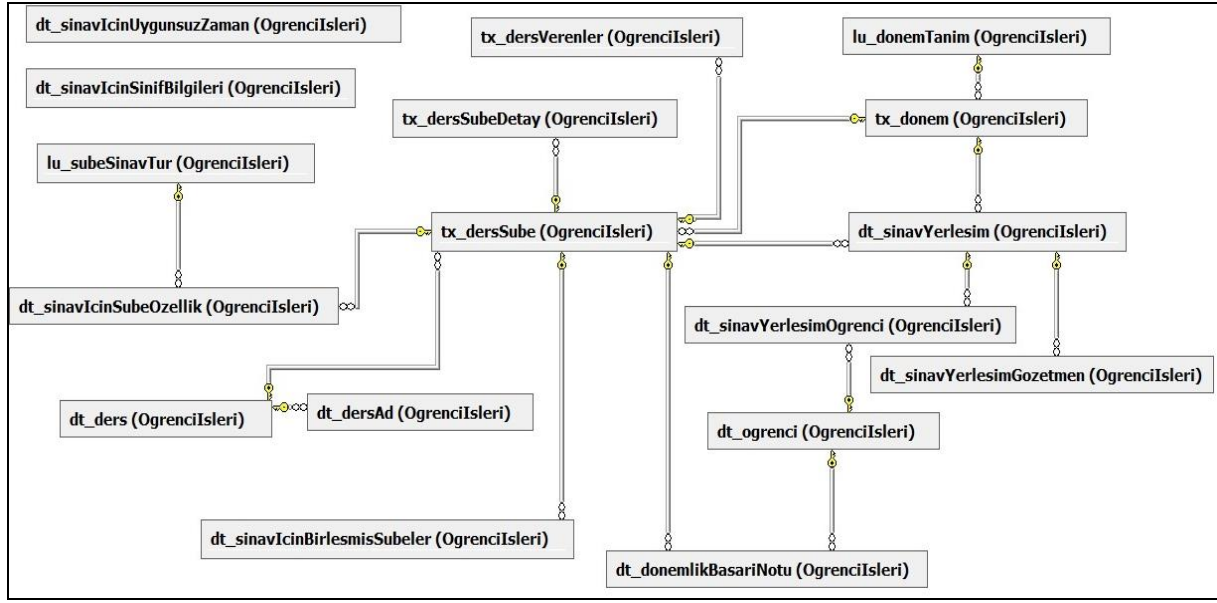 dt_sinavIcinUygunsuzZaman (OgrenciIsleri)
tx_dersVerenler (OgrenciIsleri)
lu_donemTanim (OgrenciIsleri)
dt_sinavIcinSinifBilgileri (OgrenciIsleri)
tx_dersSubeDetay (OgrenciIsleri)
tx_donem (OgrenciIsleri)
lu_subeSinavTur (OgrenciIsleri)
tx_dersSube (OgrenciIsleri)
dt_sinavYerlesim (OgrenciIsleri)
dt_sinavIcinSubeOzellik (OgrenciIsleri)
dt_sinavYerlesimOgrenci (OgrenciIsleri)
dt_sinavYerlesimGozetmen (OgrenciIsleri)
dt_ders (OgrenciIsleri)
dt_dersAd (OgrenciIsleri)
dt_ogrenci (OgrenciIsleri)
dt_sinavIcinBirlesmisSubeler (OgrenciIsleri)
dt_donemlikBasariNotu (OgrenciIsleri)